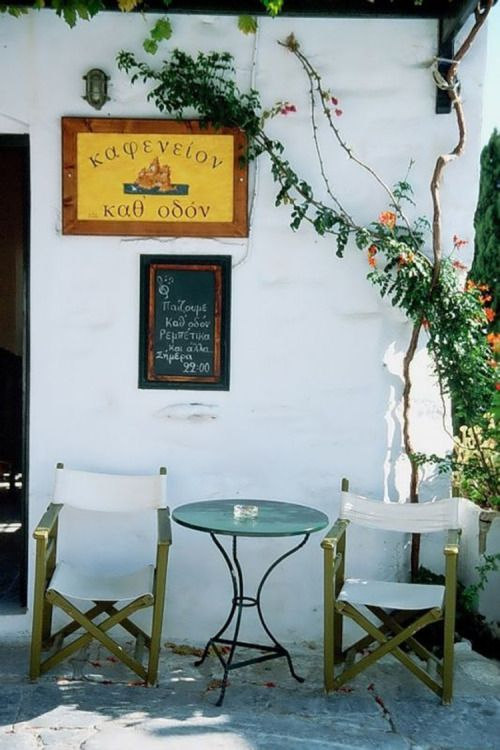 καφενείον
καθ' οδόν
Παίζουμε
Καθ'οδόν
Ρεμπέτικα
και άλλα...
Σήμερα
22:00